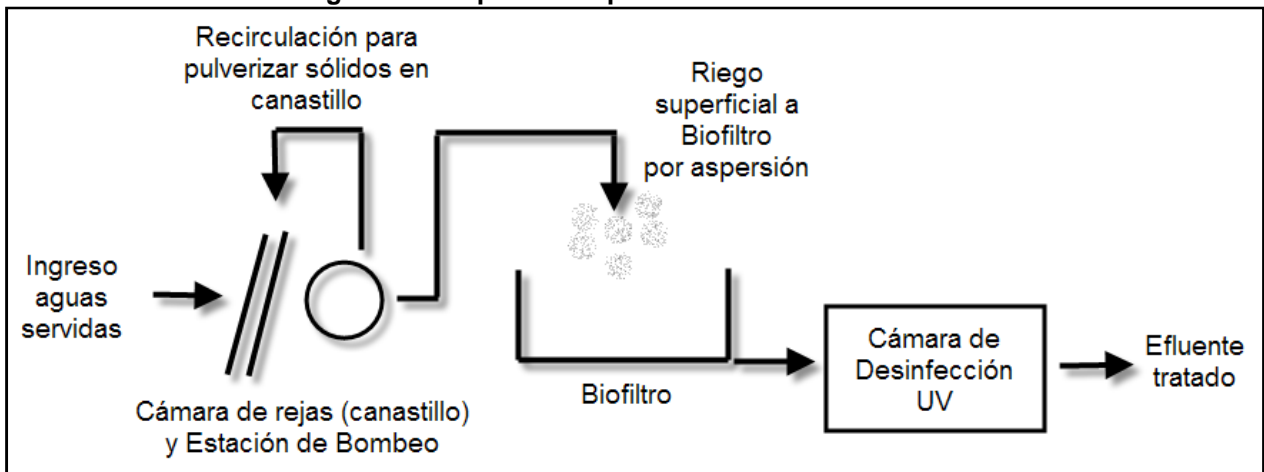 Recirculación para
pulverizar sólidos en
canastillo
Riego
superficial a
Biofiltro
por aspersión
Ingreso
aguas
servidas
Cámara de rejas (canastillo)
y Estación de Bombeo
Biofiltro
Cámara de
Desinfección
UV
Efluente
tratado